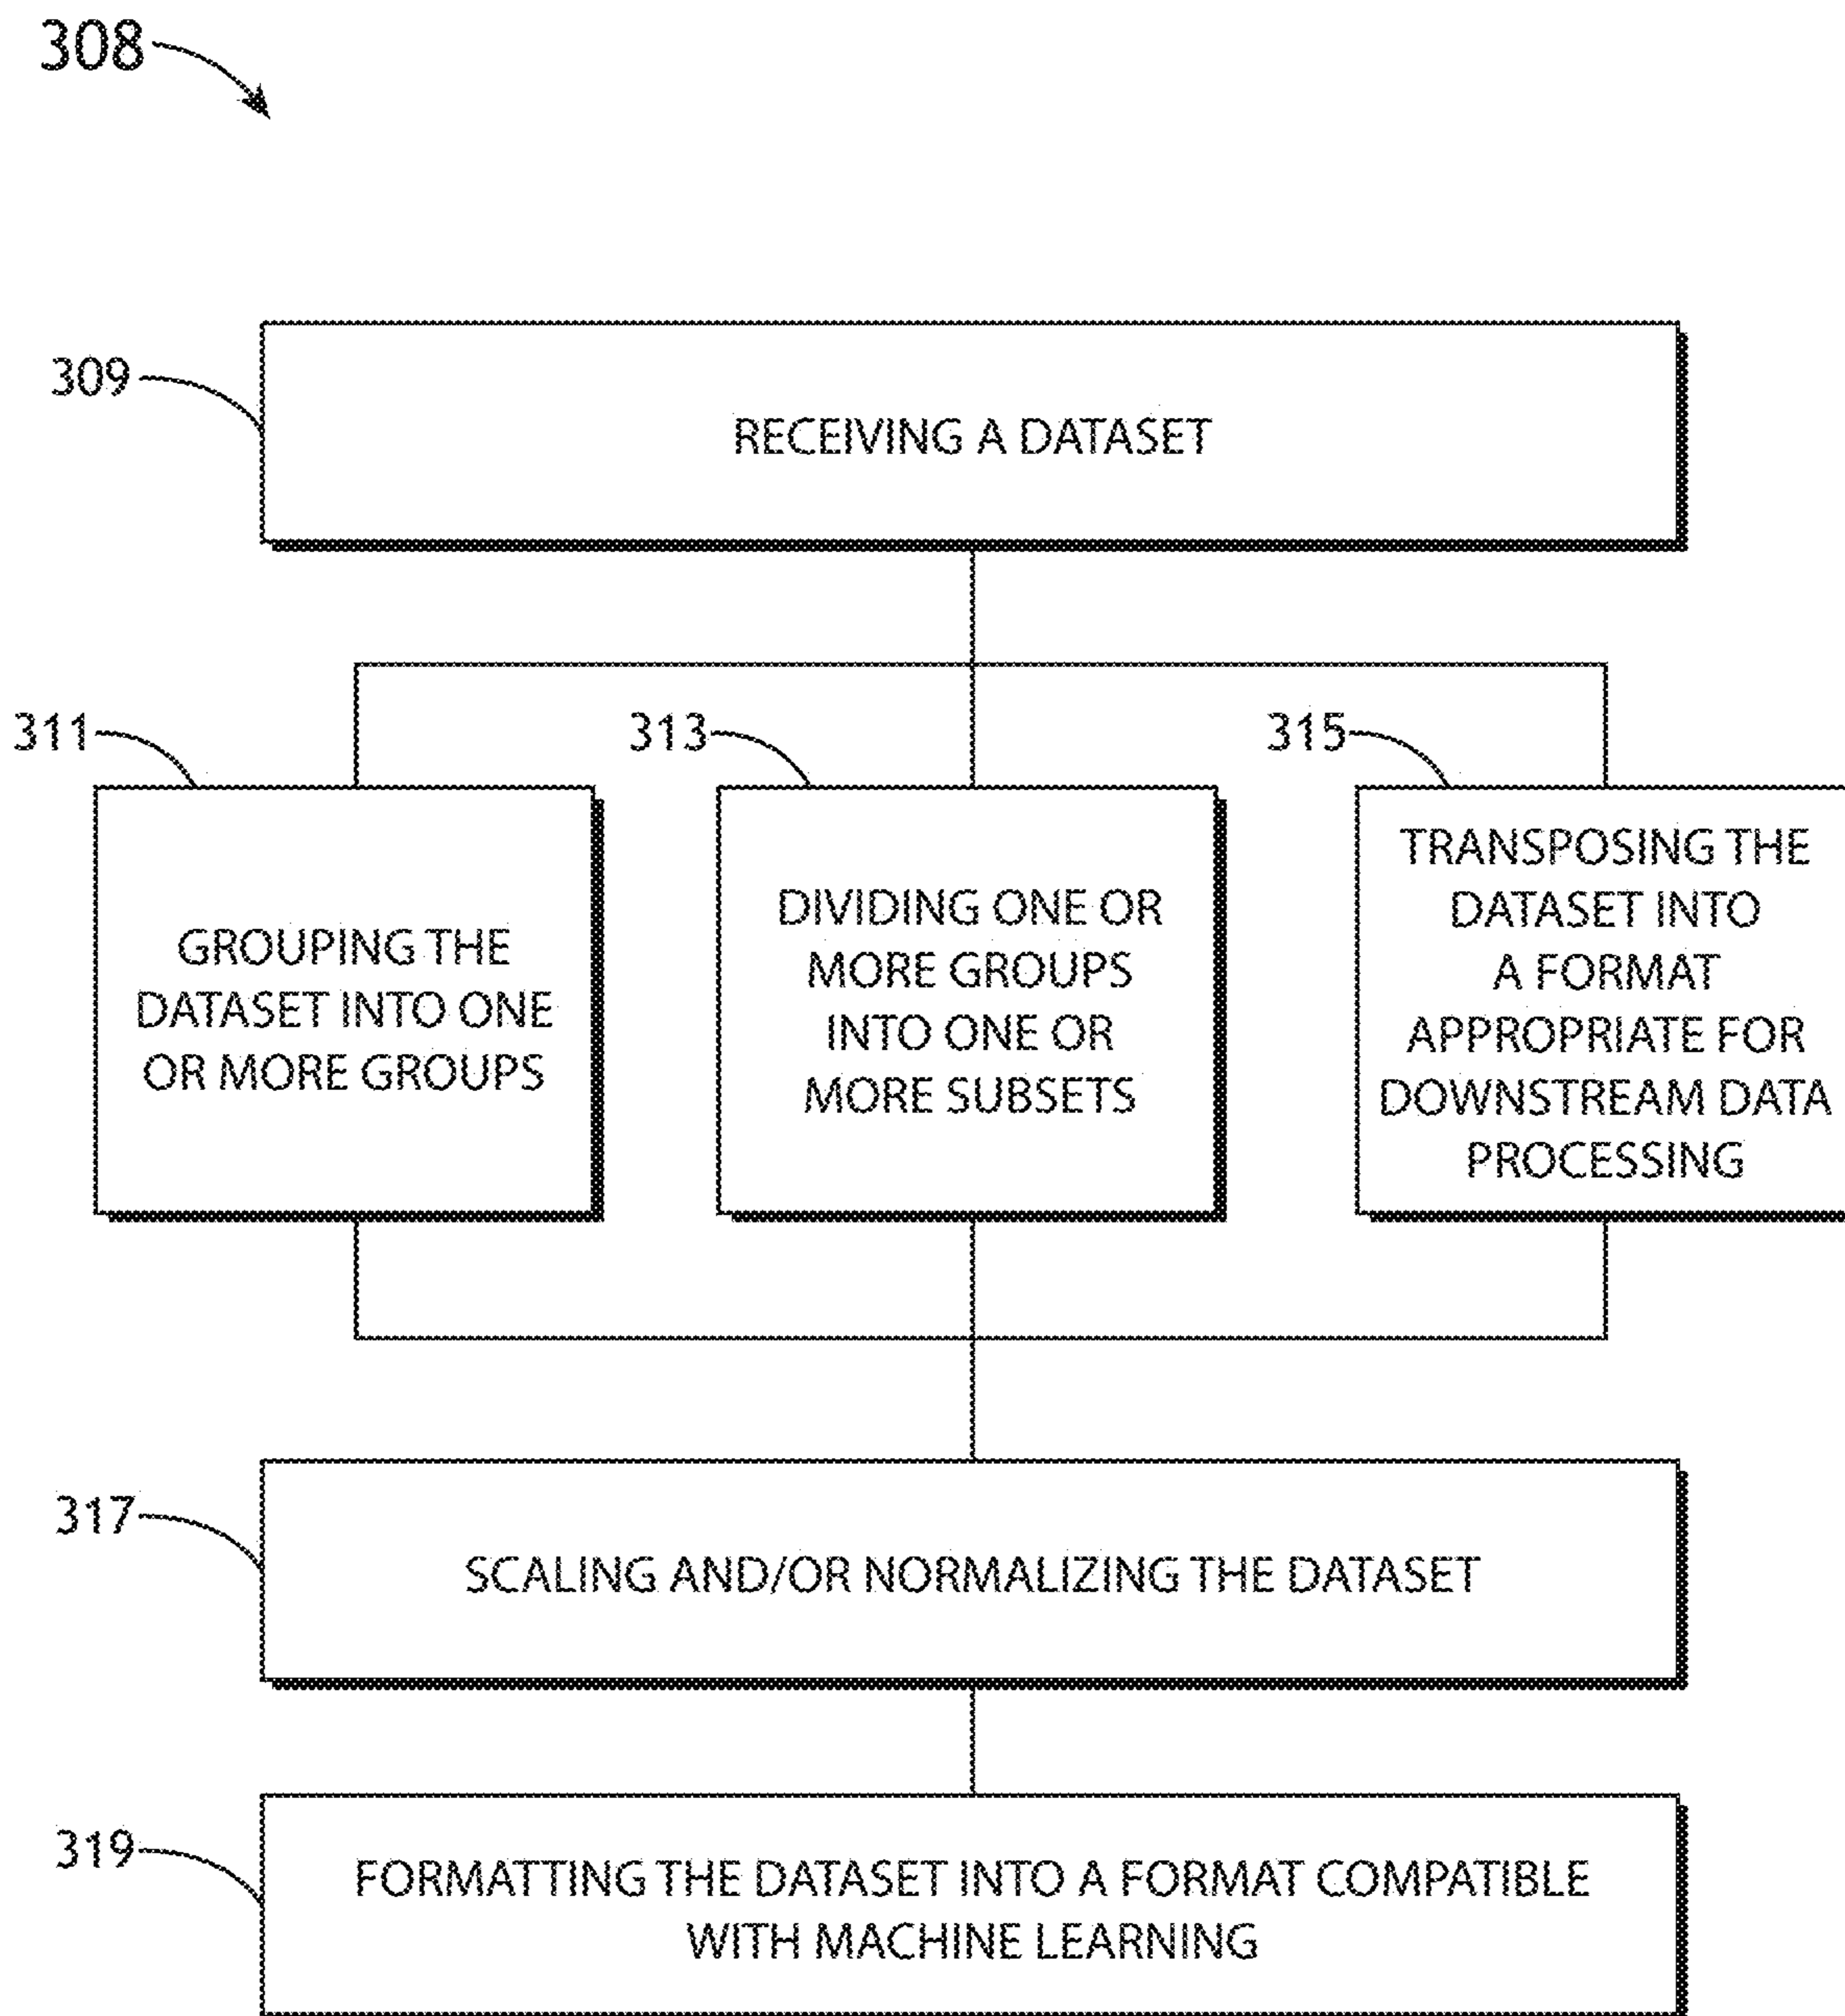 308
309
RECEIVING A DATASET
311
GROUPING THE
DATASET INTO ONE
OR MORE GROUPS
313
DIVIDING ONE OR
MORE GROUPS
INTO ONE OR
MORE SUBSETS
315
TRANSPOSING THE
DATASET INTO
A FORMAT
APPROPRIATE FOR
DOWNSTREAM DATA
PROCESSING
317
SCALING AND/OR NORMALIZING THE DATASET
319
FORMATTING THE DATASET INTO A FORMAT COMPATIBLE
WITH MACHINE LEARNING